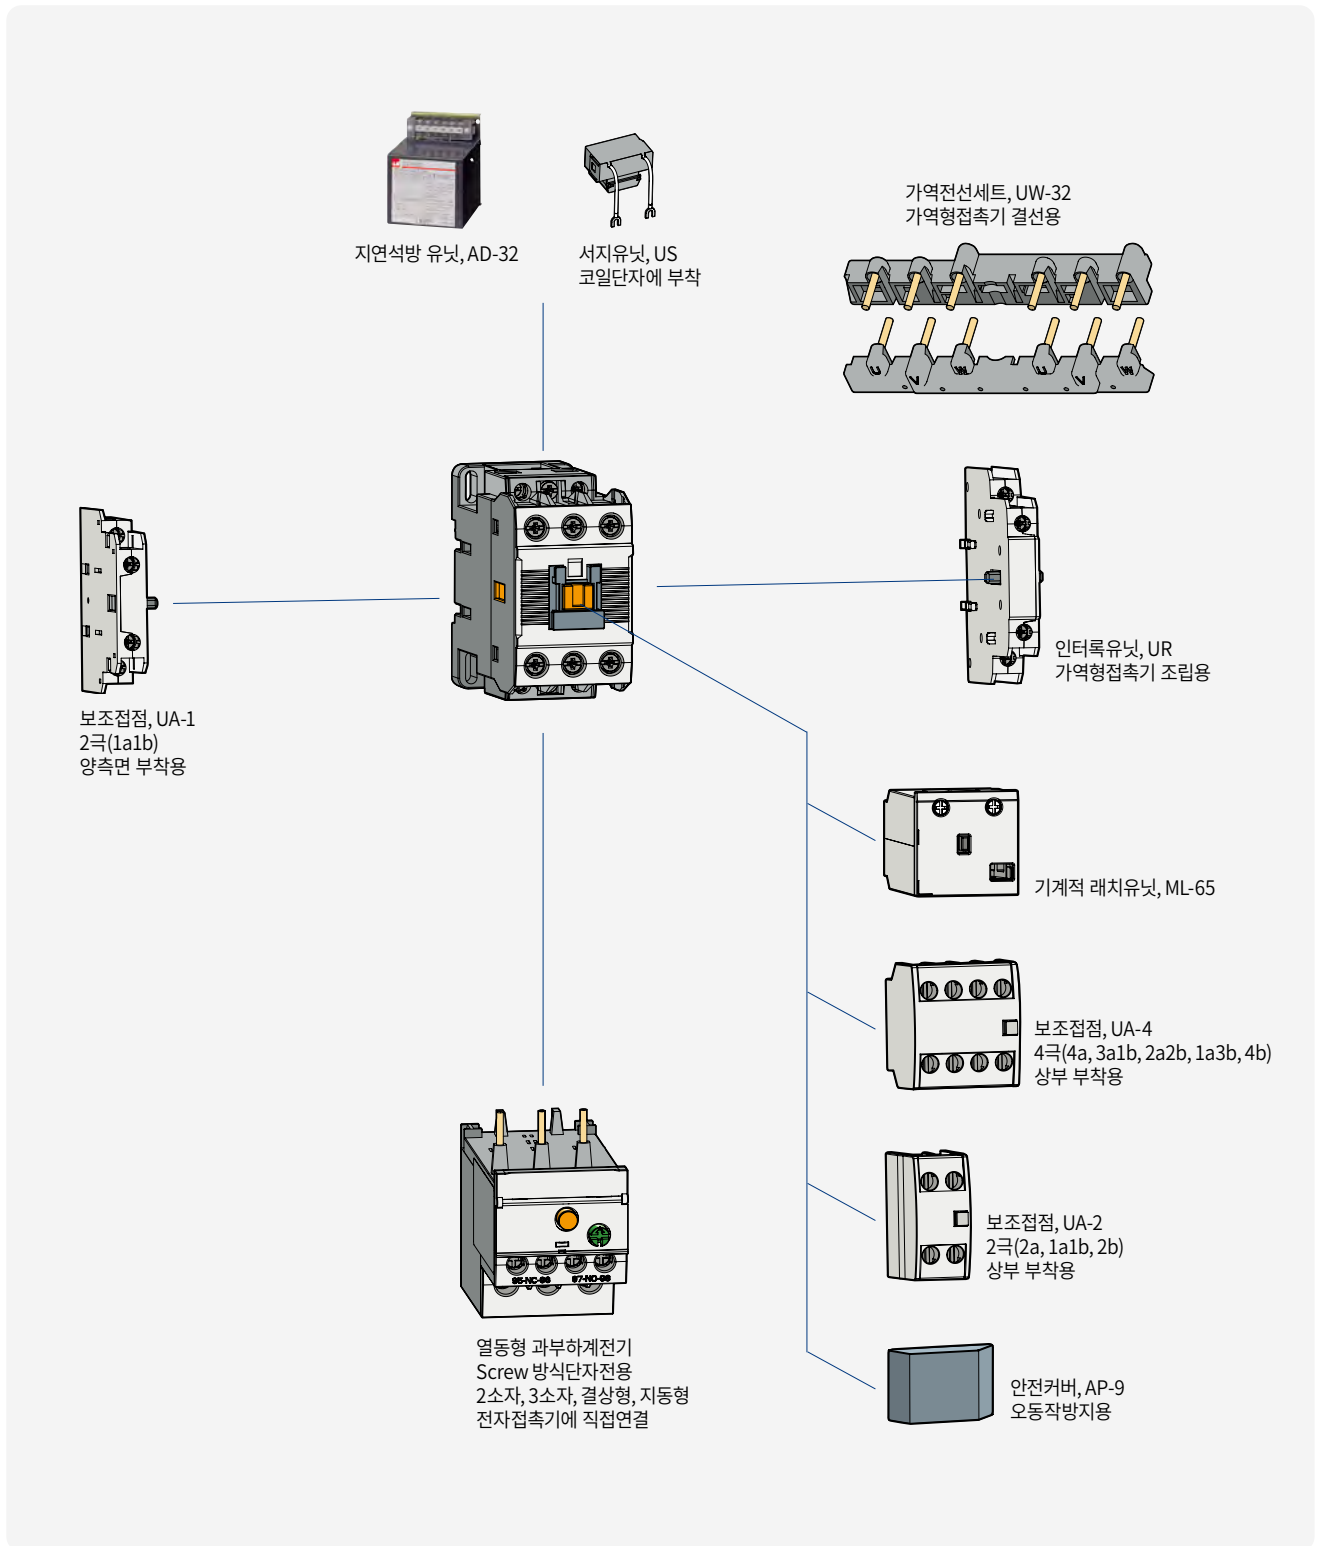 지연석방 유닛, AD-32
서지유닛, US
코일단자에 부착
가역전선세트, UW-32
가역형접촉기 결선용
U
V
W
U
V
W
인터록유닛, UR
가역형접촉기 조립용
보조접점, UA-1
2극(1a1b)
양측면 부착용
기계적 래치유닛, ML-65
보조접점, UA-4
4극(4a, 3a1b, 2a2b, 1a3b, 4b)
상부 부착용
보조접점, UA-2
2극(2a, 1a1b, 2b)
상부 부착용
95-NC-96 97-NO-98
열동형 과부하계전기
Screw 방식단자전용
2소자, 3소자, 결상형, 지동형
전자접촉기에 직접연결
안전커버, AP-9
오동작방지용